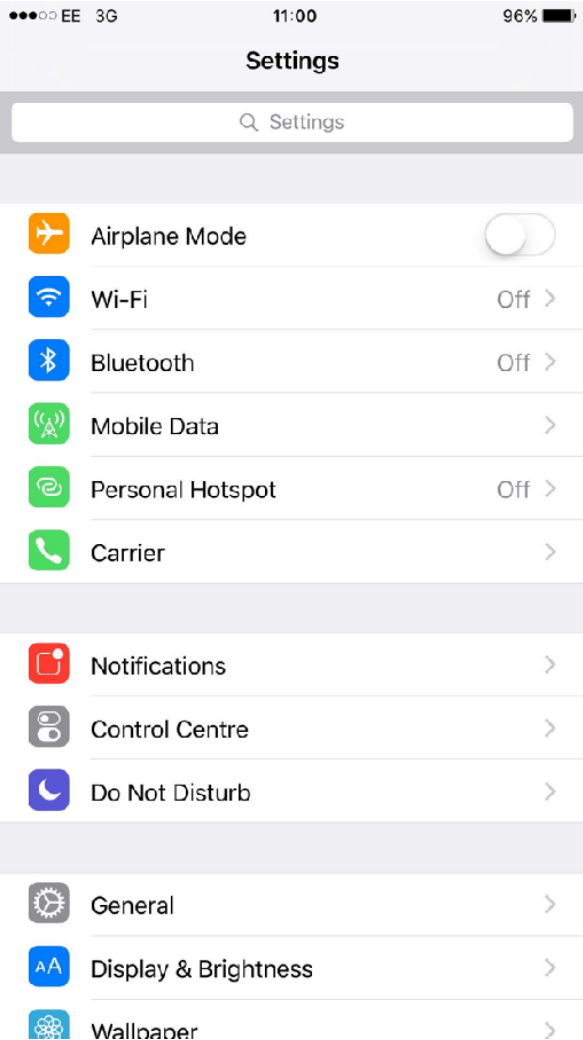 EE 3G 11:00 96%
Settings
Settings
Airplane Mode
Wi-Fi Off
Bluetooth Off
Mobile Data
Personal Hotspot Off
Carrier
Notifications
Control Centre
Do Not Disturb
General
AA Display & Brightness
Wallpaper